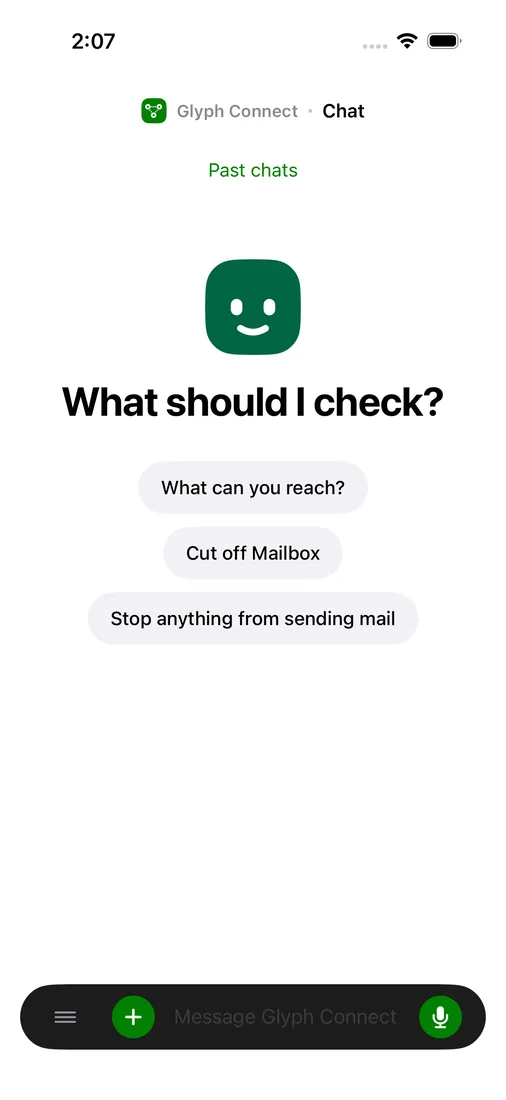 2:07
Glyph Connect · Chat
Past chats
What should I check?
What can you reach?
Cut off Mailbox
Stop anything from sending mail
Message Glyph Connect